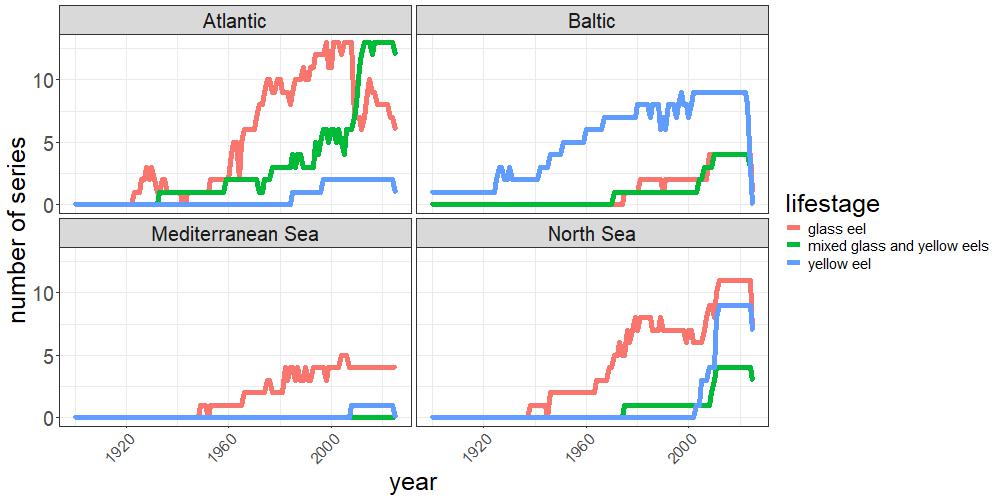 Atlantic
Baltic
10
5
0
Mediterranean Sea
North Sea
10
5
0
number of series
1920
1960
2000
1920
1960
2000
year
lifestage
glass eel
mixed glass and yellow eels
yellow eel